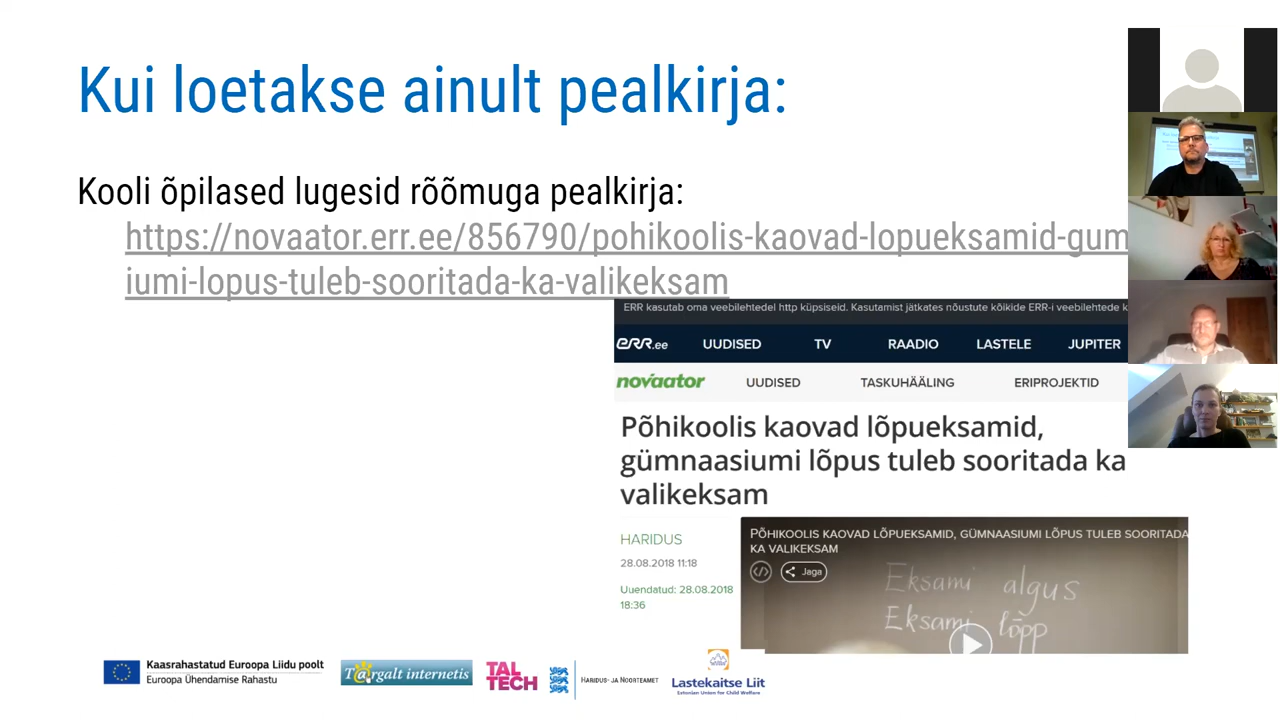 Kui loetakse ainult pealkirja:
Kooli õpilased lugesid rõõmuga pealkirja:
https://novaator.err.ee/856790/pohikoolis-kaovad-lopueksamid-gum
iumi-lopus-tuleb-sooritada-ka-valikeksam
ERR kasutab oma veebilehtedel http küpsiseid. Kasutamist jätkates nõustute kõikide ERR-i veebilehtede k
err.ee UUDISED TV RAADIO LASTELE JUPITER
novaator UUDISED TASKUHÄÄLING ERIPROJEKTID
Põhikoolis kaovad lõpueksamid,
gümnaasiumi lõpus tuleb sooritada ka
valikeksam
HARIDUS
28.08.2018 11:18
Uuendatud: 28.08.2018
18:36
PÕHIKOOLIS KAOVAD LÕPUEKSAMID, GÜMNAASIUMI LÕPUS TULEB SOORITADA
KA VALIKEKSAM
Jaga
Eksami algus
Eksami lõpp
Kaasrahastatud Euroopa Liidu poolt
Euroopa Ühendamise Rahastu
T@rgalt internetis
TAL
TECH
HARIDUS- JA NOORTEAMET
Lastekaitse Liit
Estonian Union for Child Welfare